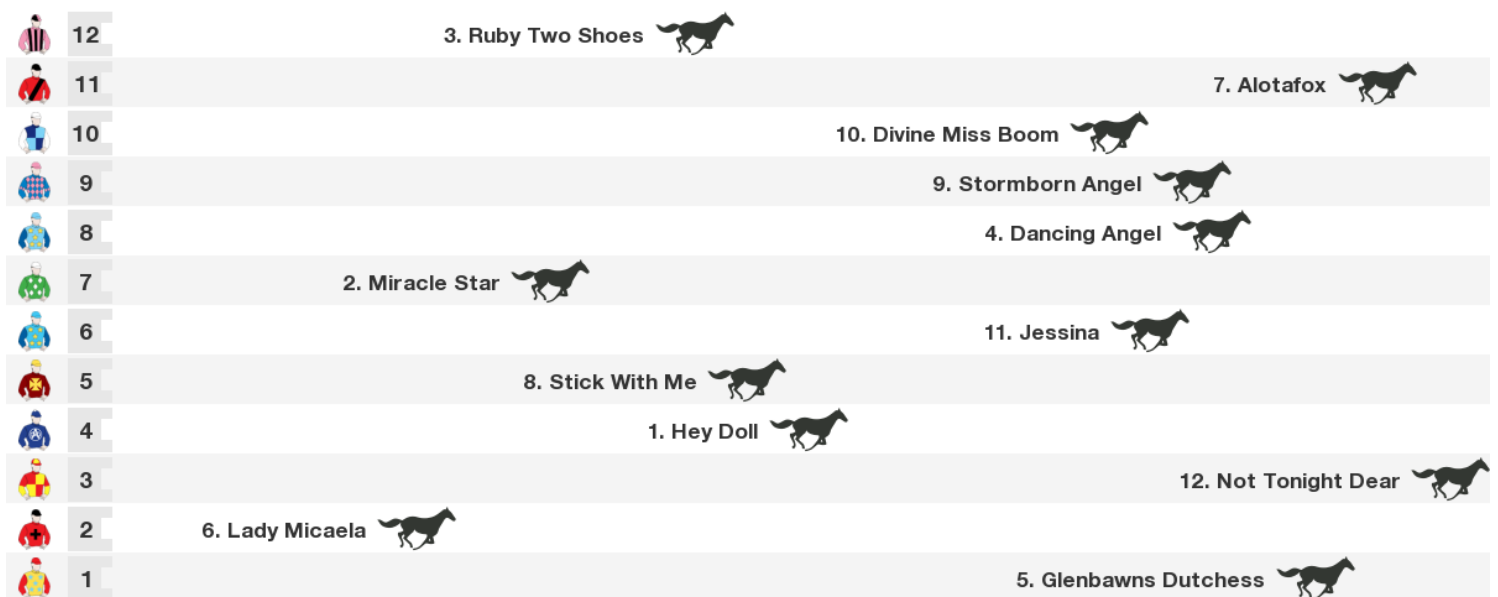 12 3. Ruby Two Shoes
11 7. Alotafox
10 10. Divine Miss Boom
9 9. Stormborn Angel
8 4. Dancing Angel
7 2. Miracle Star
6 11. Jessina
5 8. Stick With Me
4 1. Hey Doll
3 12. Not Tonight Dear
2 6. Lady Micaela
1 5. Glenbawns Dutchess